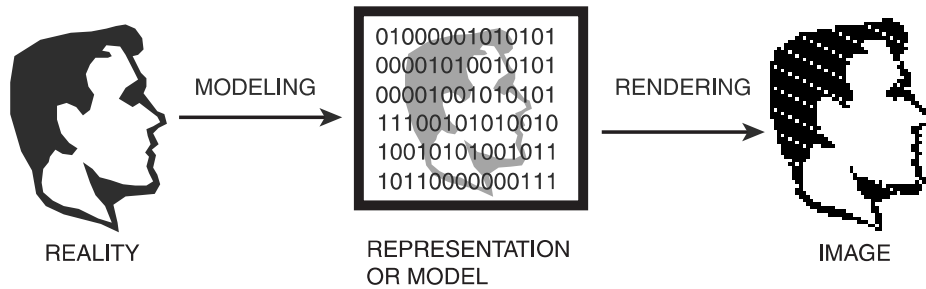 MODELING
01000001010101
00001010010101
00001001010101
11100101010010
10010101001011
10110000000111
RENDERING
REALITY
REPRESENTATION
OR MODEL
IMAGE